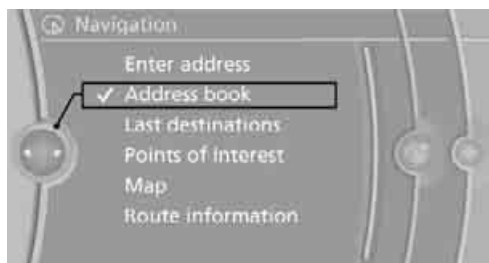 Navigation
Enter address
Address book
Last destinations
Points of Interest
Map
Route information